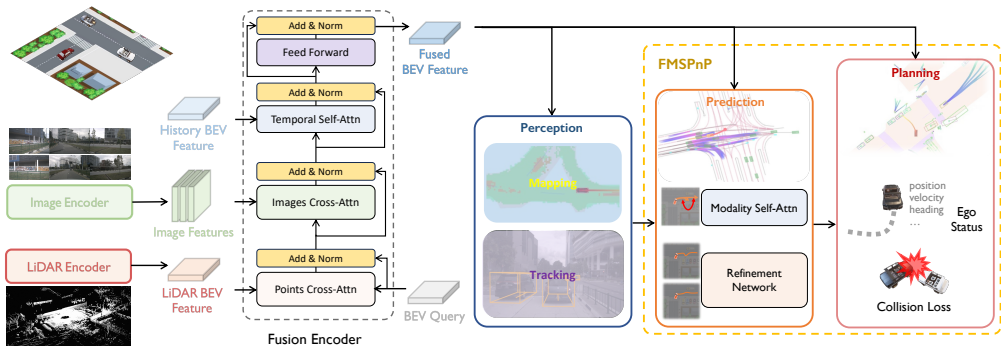 Add & Norm
Feed Forward
Add & Norm
Temporal Self-Attn
Add & Norm
Images Cross-Attn
Add & Norm
Points Cross-Attn
Fusion Encoder
History BEV
Feature
Image Encoder
Image Features
LiDAR Encoder
LiDAR BEV
Feature
Fused
BEV Feature
BEV Query
Perception
Mapping
Tracking
FMSPnP
Prediction
Modality Self-Attn
Refinement
Network
Planning
position
velocity
heading
...
Ego
Status
Collision Loss